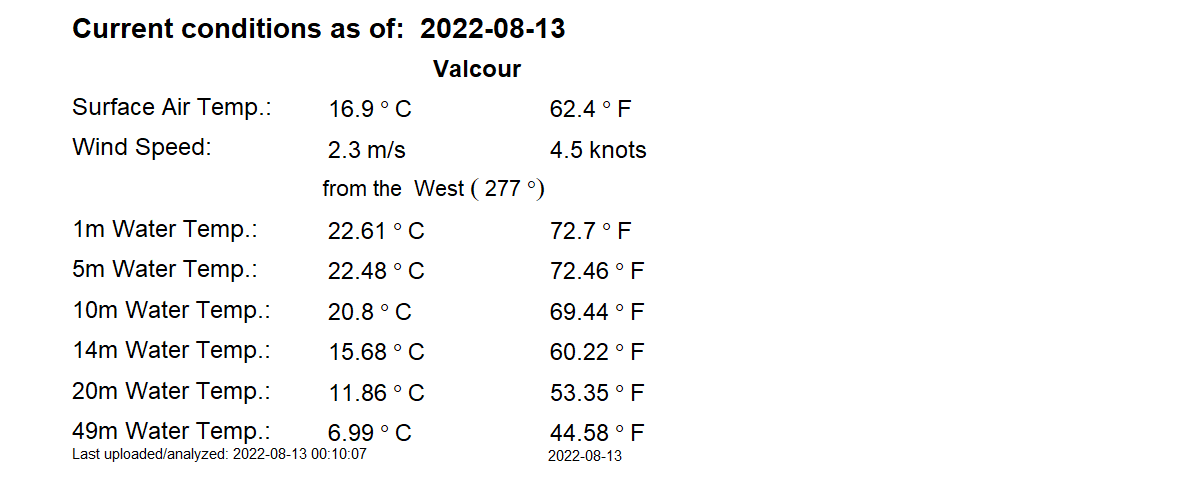 Current conditions as of:  2022-08-13
Valcour
Surface Air Temp.: 16.9 ° C 62.4 ° F
Wind Speed: 2.3 m/s 4.5 knots
from the  West ( 277 °)
1m Water Temp.: 22.61 ° C 72.7 ° F
5m Water Temp.: 22.48 ° C 72.46 ° F
10m Water Temp.: 20.8 ° C 69.44 ° F
14m Water Temp.: 15.68 ° C 60.22 ° F
20m Water Temp.: 11.86 ° C 53.35 ° F
49m Water Temp.: 6.99 ° C 44.58 ° F
Last uploaded/analyzed: 2022-08-13 00:10:07 2022-08-13